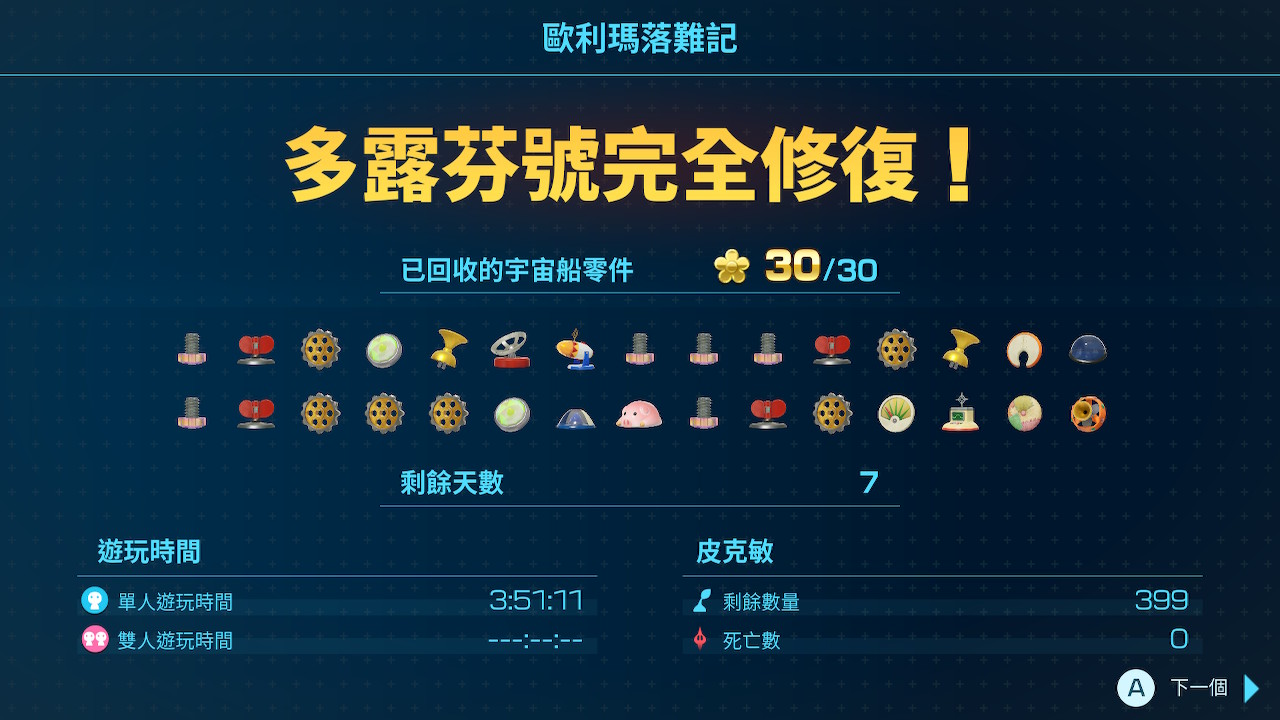 歐利瑪落難記
多露芬號完全修復！
已回收的宇宙船零件 30/30
剩餘天數 7
遊玩時間
單人遊玩時間 3:51:11
雙人遊玩時間 ---:--:--
皮克敏
剩餘數量 399
死亡數 0
A 下一個